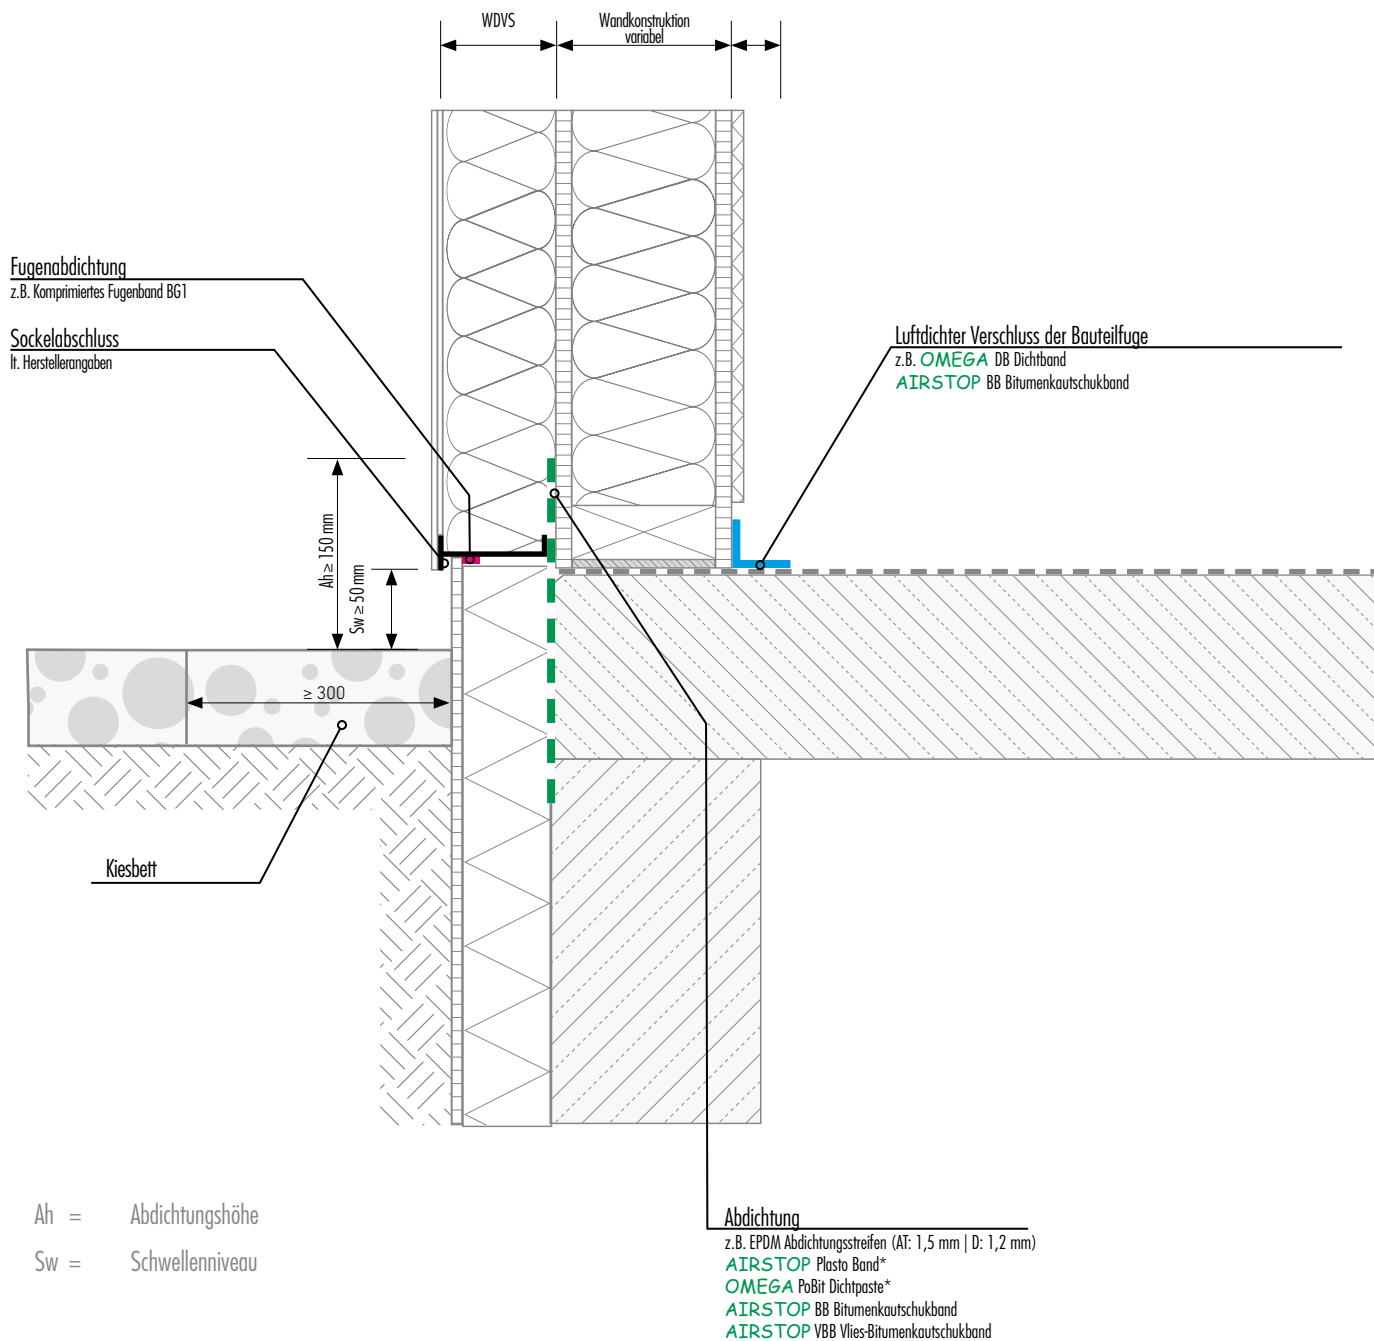 WDVS
Wandkonstruktion
variabel
Fugenabdichtung
z.B. Komprimiertes Fugenband BG1
Sockelabschluss
lt. Herstellerangaben
Luftdichter Verschluss der Bauteilfuge
z.B. OMEGA DB Dichtband
AIRSTOP BB Bitumenkautschukband
Ah ≥ 150 mm
Sw ≥ 50 mm
≥ 300
Kiesbett
Ah = Abdichtungshöhe
Sw = Schwellenniveau
Abdichtung
z.B. EPDM Abdichtungsstreifen (AT: 1,5 mm | D: 1,2 mm)
AIRSTOP Plasto Band*
OMEGA PoBit Dichtpaste*
AIRSTOP BB Bitumenkautschukband
AIRSTOP VBB Vlies-Bitumenkautschukband